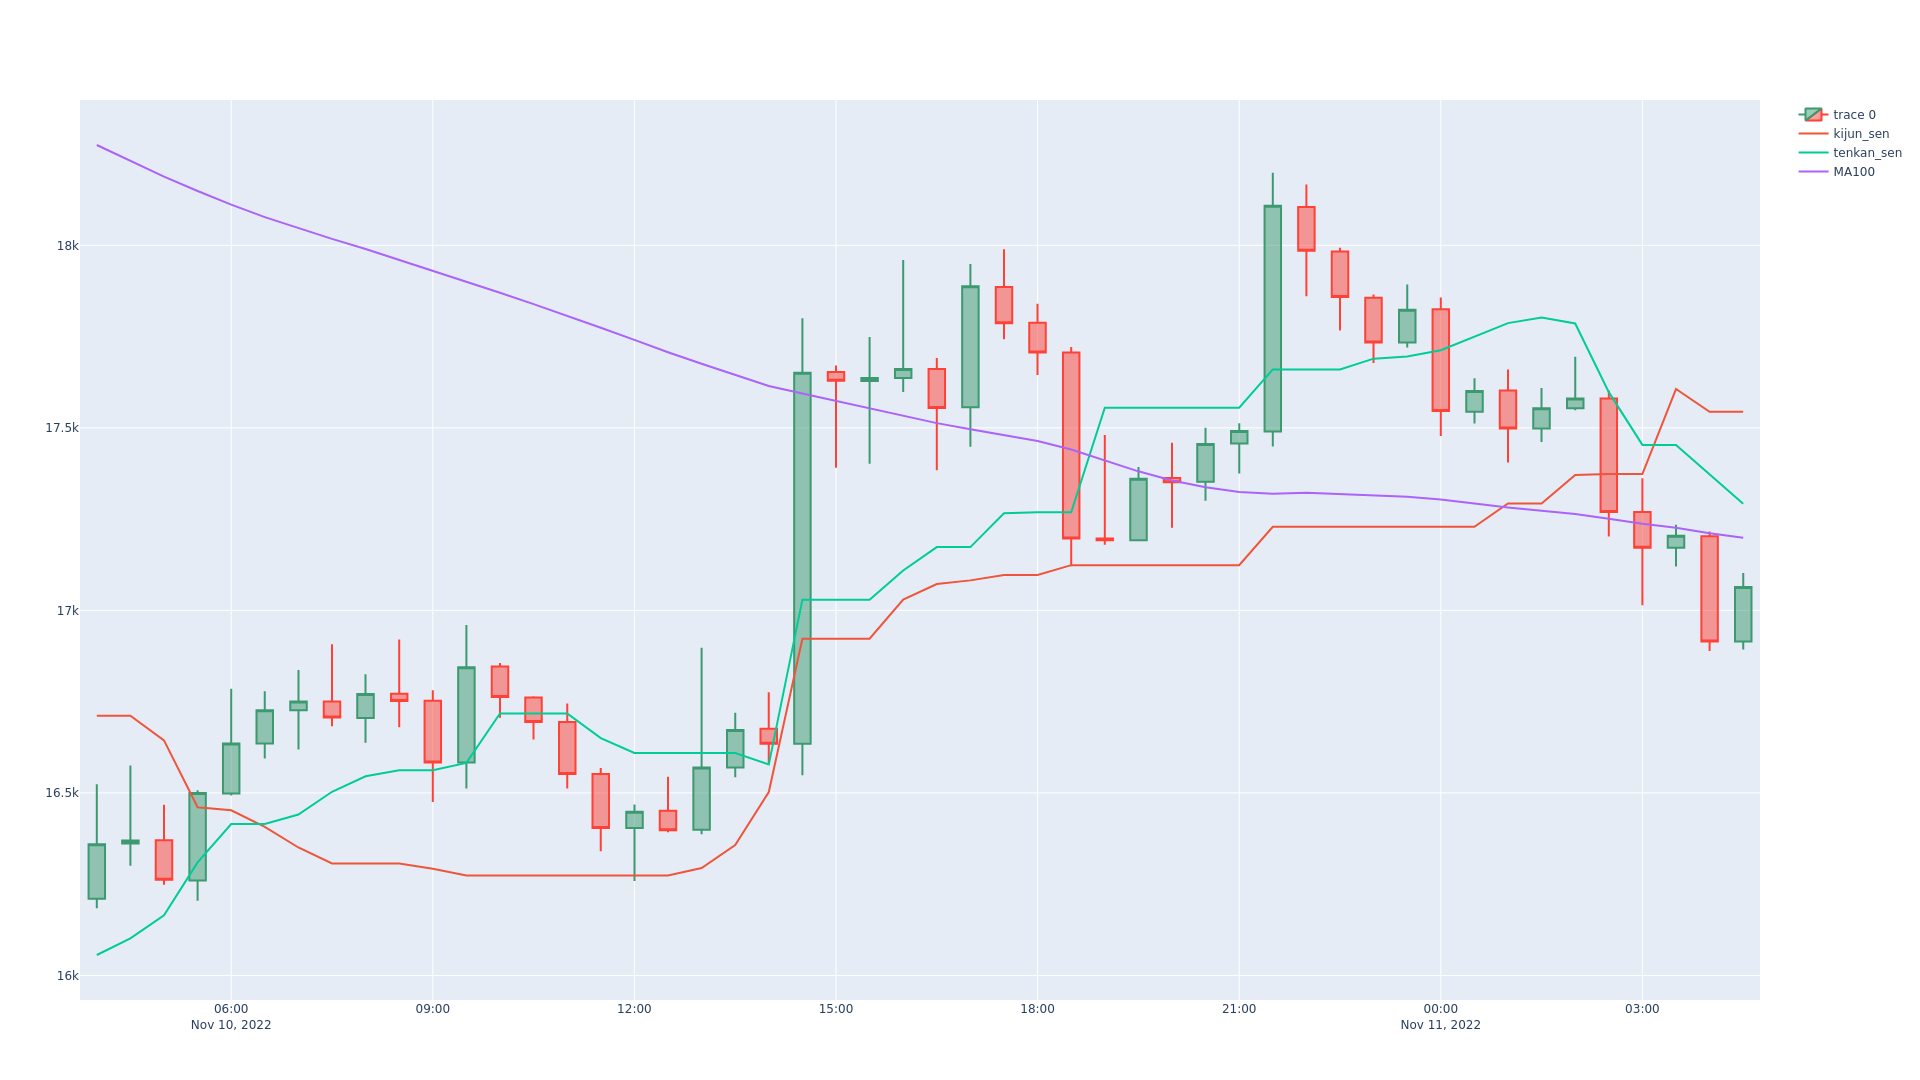 trace 0
kijun_sen
tenkan_sen
MA100
18k
17.5k
17k
16.5k
16k
06:00 09:00 12:00 15:00 18:00 21:00 00:00 03:00
Nov 10, 2022 Nov 11, 2022